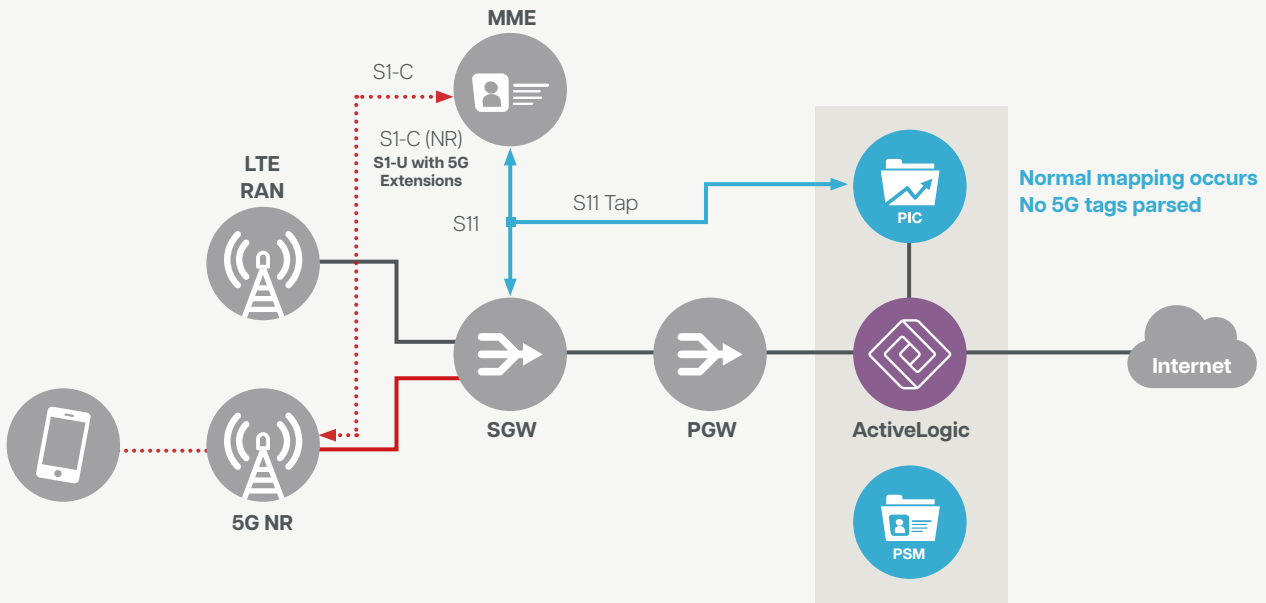 MME
S1-C
S1-C (NR)
S1-U with 5G
Extensions
LTE
RAN
S11
S11 Tap
PIC
Normal mapping occurs
No 5G tags parsed
Internet
SGW
PGW
ActiveLogic
5G NR
PSM